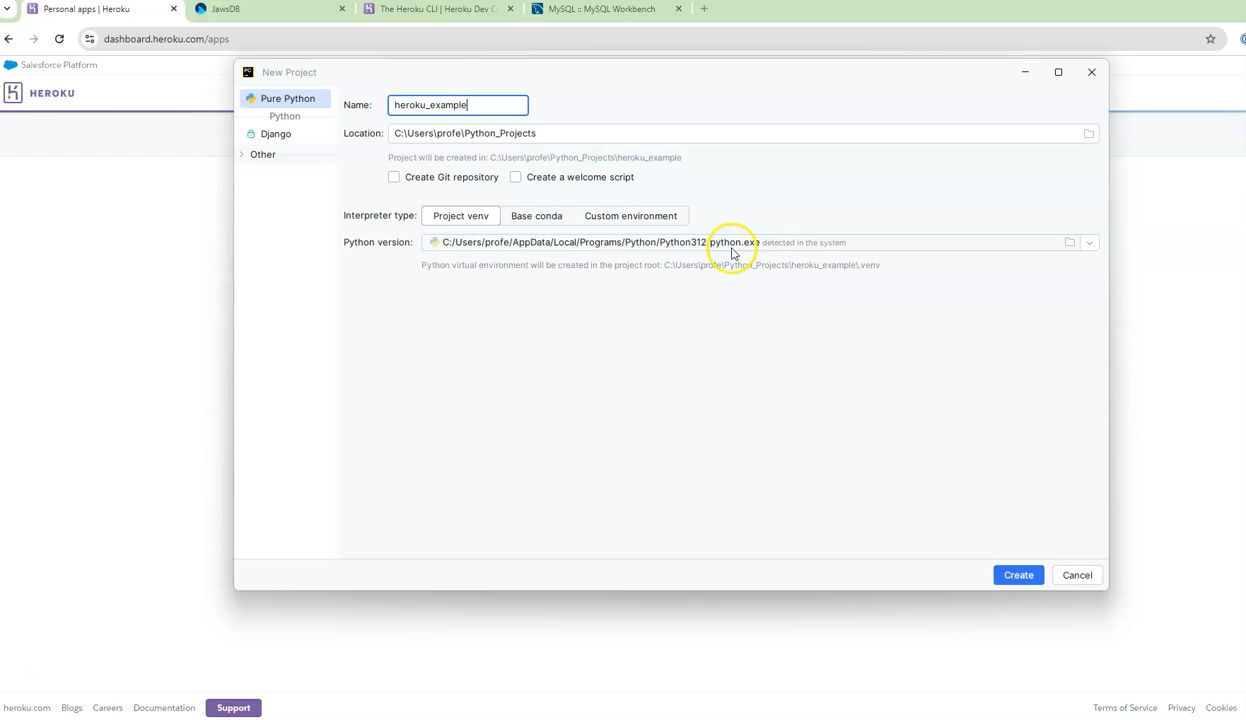 Personal apps | Heroku
JawsDB
The Heroku CLI | Heroku Dev C
MySQL :: MySQL Workbench
dashboard.heroku.com/apps
Salesforce Platform
HEROKU
PC
New Project
Pure Python
Python
Django
Other
Name: heroku_example
Location: C:\Users\profe\Python_Projects
Project will be created in: C:\Users\profe\Python_Projects\heroku_example
Create Git repository Create a welcome script
Interpreter type: Project venv Base conda Custom environment
Python version: C:/Users/profe/AppData/Local/Programs/Python/Python312/python.exe detected in the system
Python virtual environment will be created in the project root: C:\Users\profe\Python_Projects\heroku_example\.venv
Create Cancel
heroku.com Blogs Careers Documentation Support Terms of Service Privacy Cookies